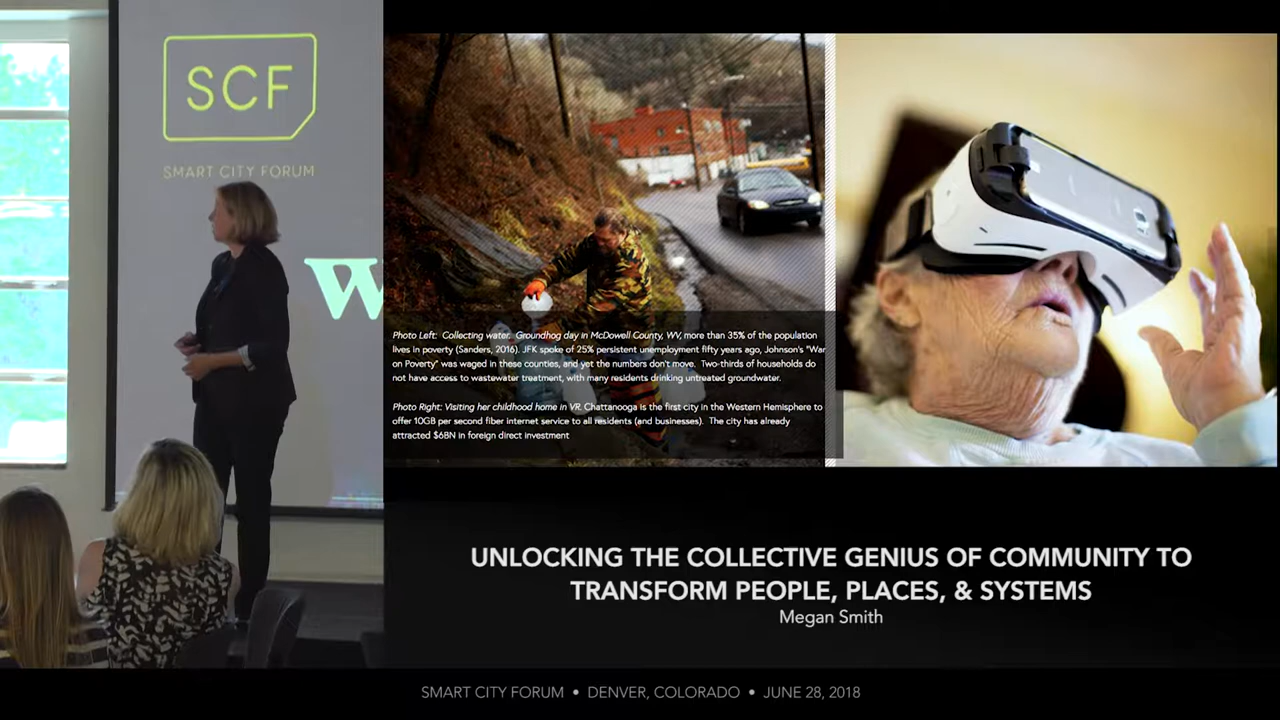 SCF
SMART CITY FORUM
W
Photo Left: Collecting water. Groundhog day in McDowell County, WV, more than 35% of the population
lives in poverty (Sanders, 2016). JFK spoke of 25% persistent unemployment fifty years ago, Johnson's "War
on Poverty" was waged in these counties, and yet the numbers don't move. Two-thirds of households do
not have access to wastewater treatment, with many residents drinking untreated groundwater.
Photo Right: Visiting her childhood home in VR. Chattanooga is the first city in the Western Hemisphere to
offer 10GB per second fiber internet service to all residents (and businesses). The city has already
attracted $6BN in foreign direct investment
UNLOCKING THE COLLECTIVE GENIUS OF COMMUNITY TO
TRANSFORM PEOPLE, PLACES, & SYSTEMS
Megan Smith
SMART CITY FORUM • DENVER, COLORADO • JUNE 28, 2018